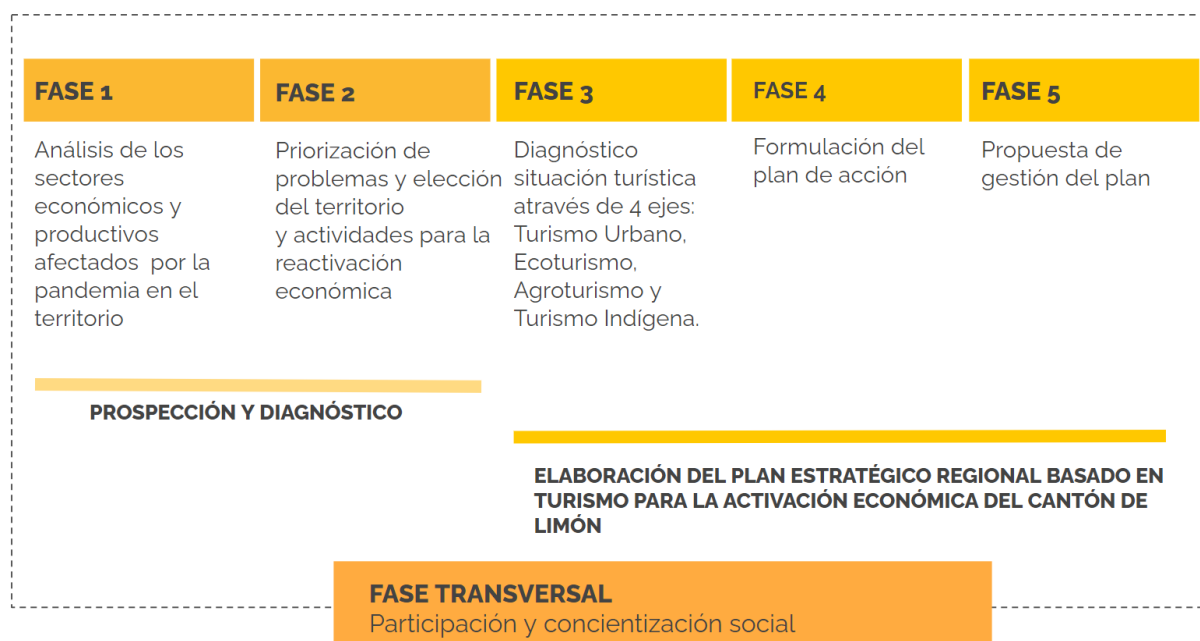 FASE 1
Análisis de los
sectores
económicos y
productivos
afectados por la
pandemia en el
territorio
FASE 2
Priorización de
problemas y elección
del territorio
y actividades para la
reactivación
económica
FASE 3
Diagnóstico
situación turística
através de 4 ejes:
Turismo Urbano,
Ecoturismo,
Agroturismo y
Turismo Indígena.
FASE 4
Formulación del
plan de acción
FASE 5
Propuesta de
gestión del plan
PROSPECCIÓN Y DIAGNÓSTICO
ELABORACIÓN DEL PLAN ESTRATÉGICO REGIONAL BASADO EN
TURISMO PARA LA ACTIVACIÓN ECONÓMICA DEL CANTÓN DE
LIMÓN
FASE TRANSVERSAL
Participación y concientización social